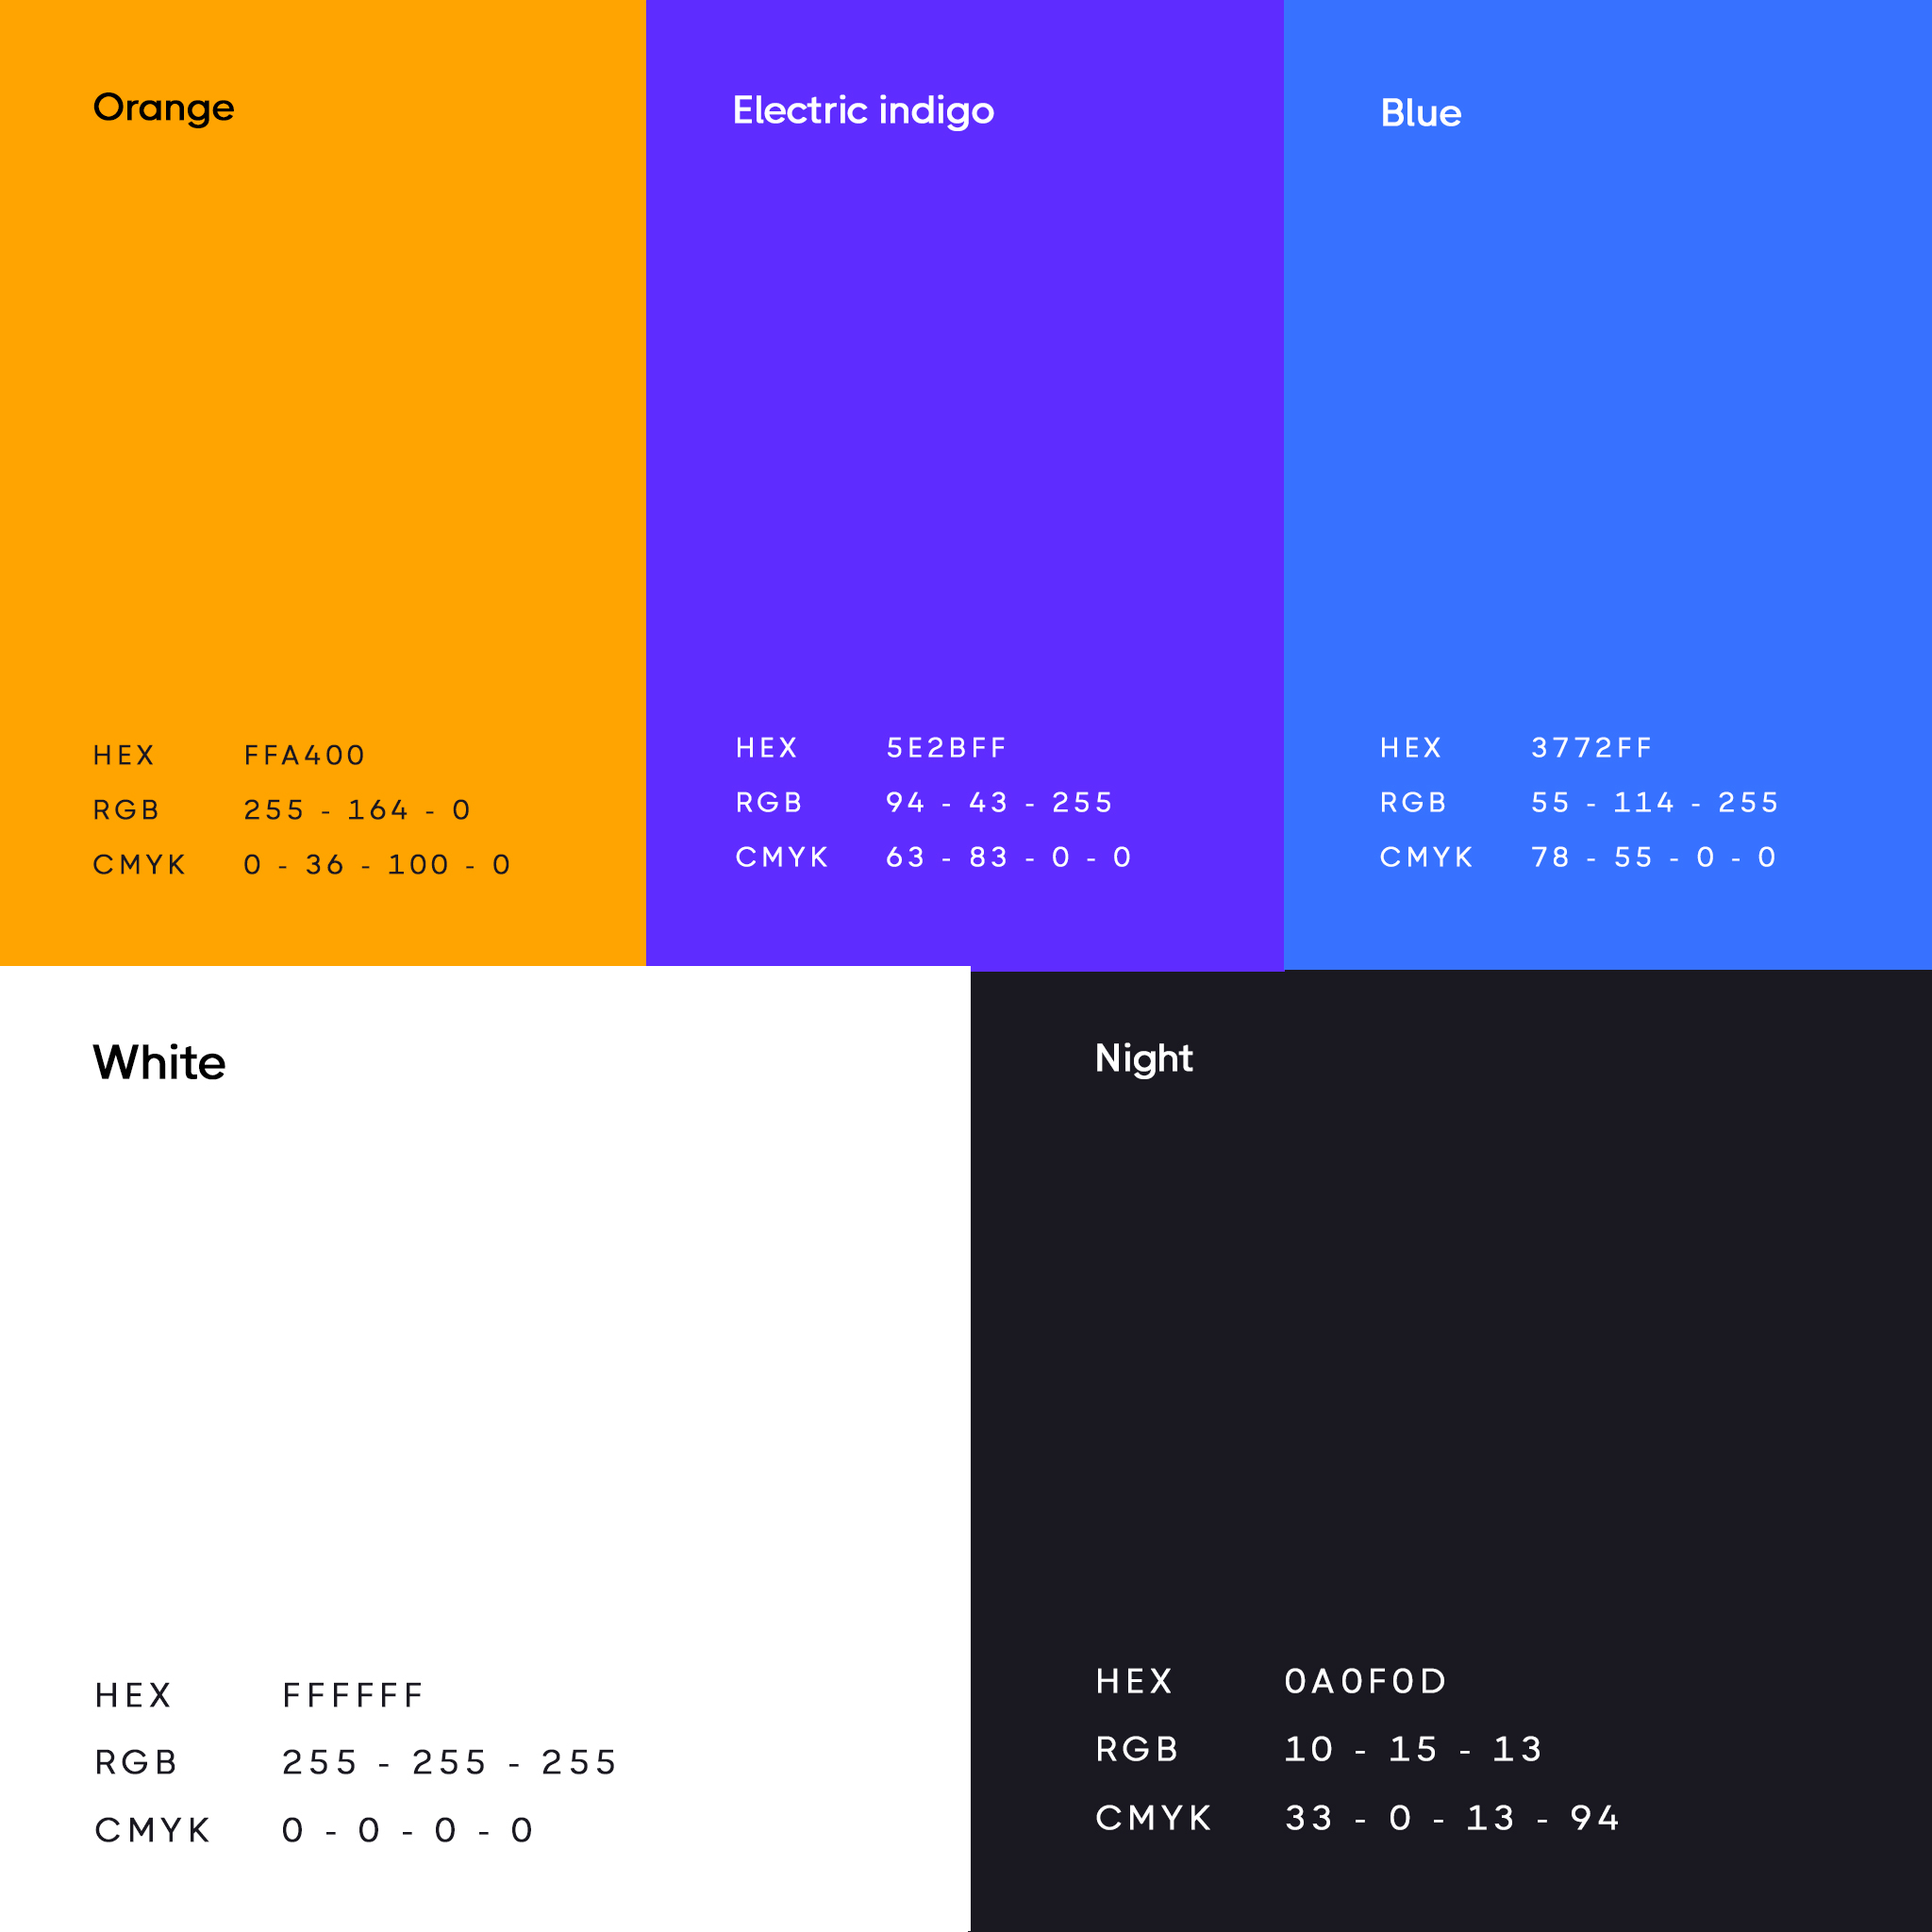 Orange
HEX FFA400
RGB 255 - 164 - 0
CMYK 0 - 36 - 100 - 0
Electric indigo
HEX 5E2BFF
RGB 94 - 43 - 255
CMYK 63 - 83 - 0 - 0
Blue
HEX 3772FF
RGB 55 - 114 - 255
CMYK 78 - 55 - 0 - 0
White
HEX FFFFFF
RGB 255 - 255 - 255
CMYK 0 - 0 - 0 - 0
Night
HEX 0A0F0D
RGB 10 - 15 - 13
CMYK 33 - 0 - 13 - 94